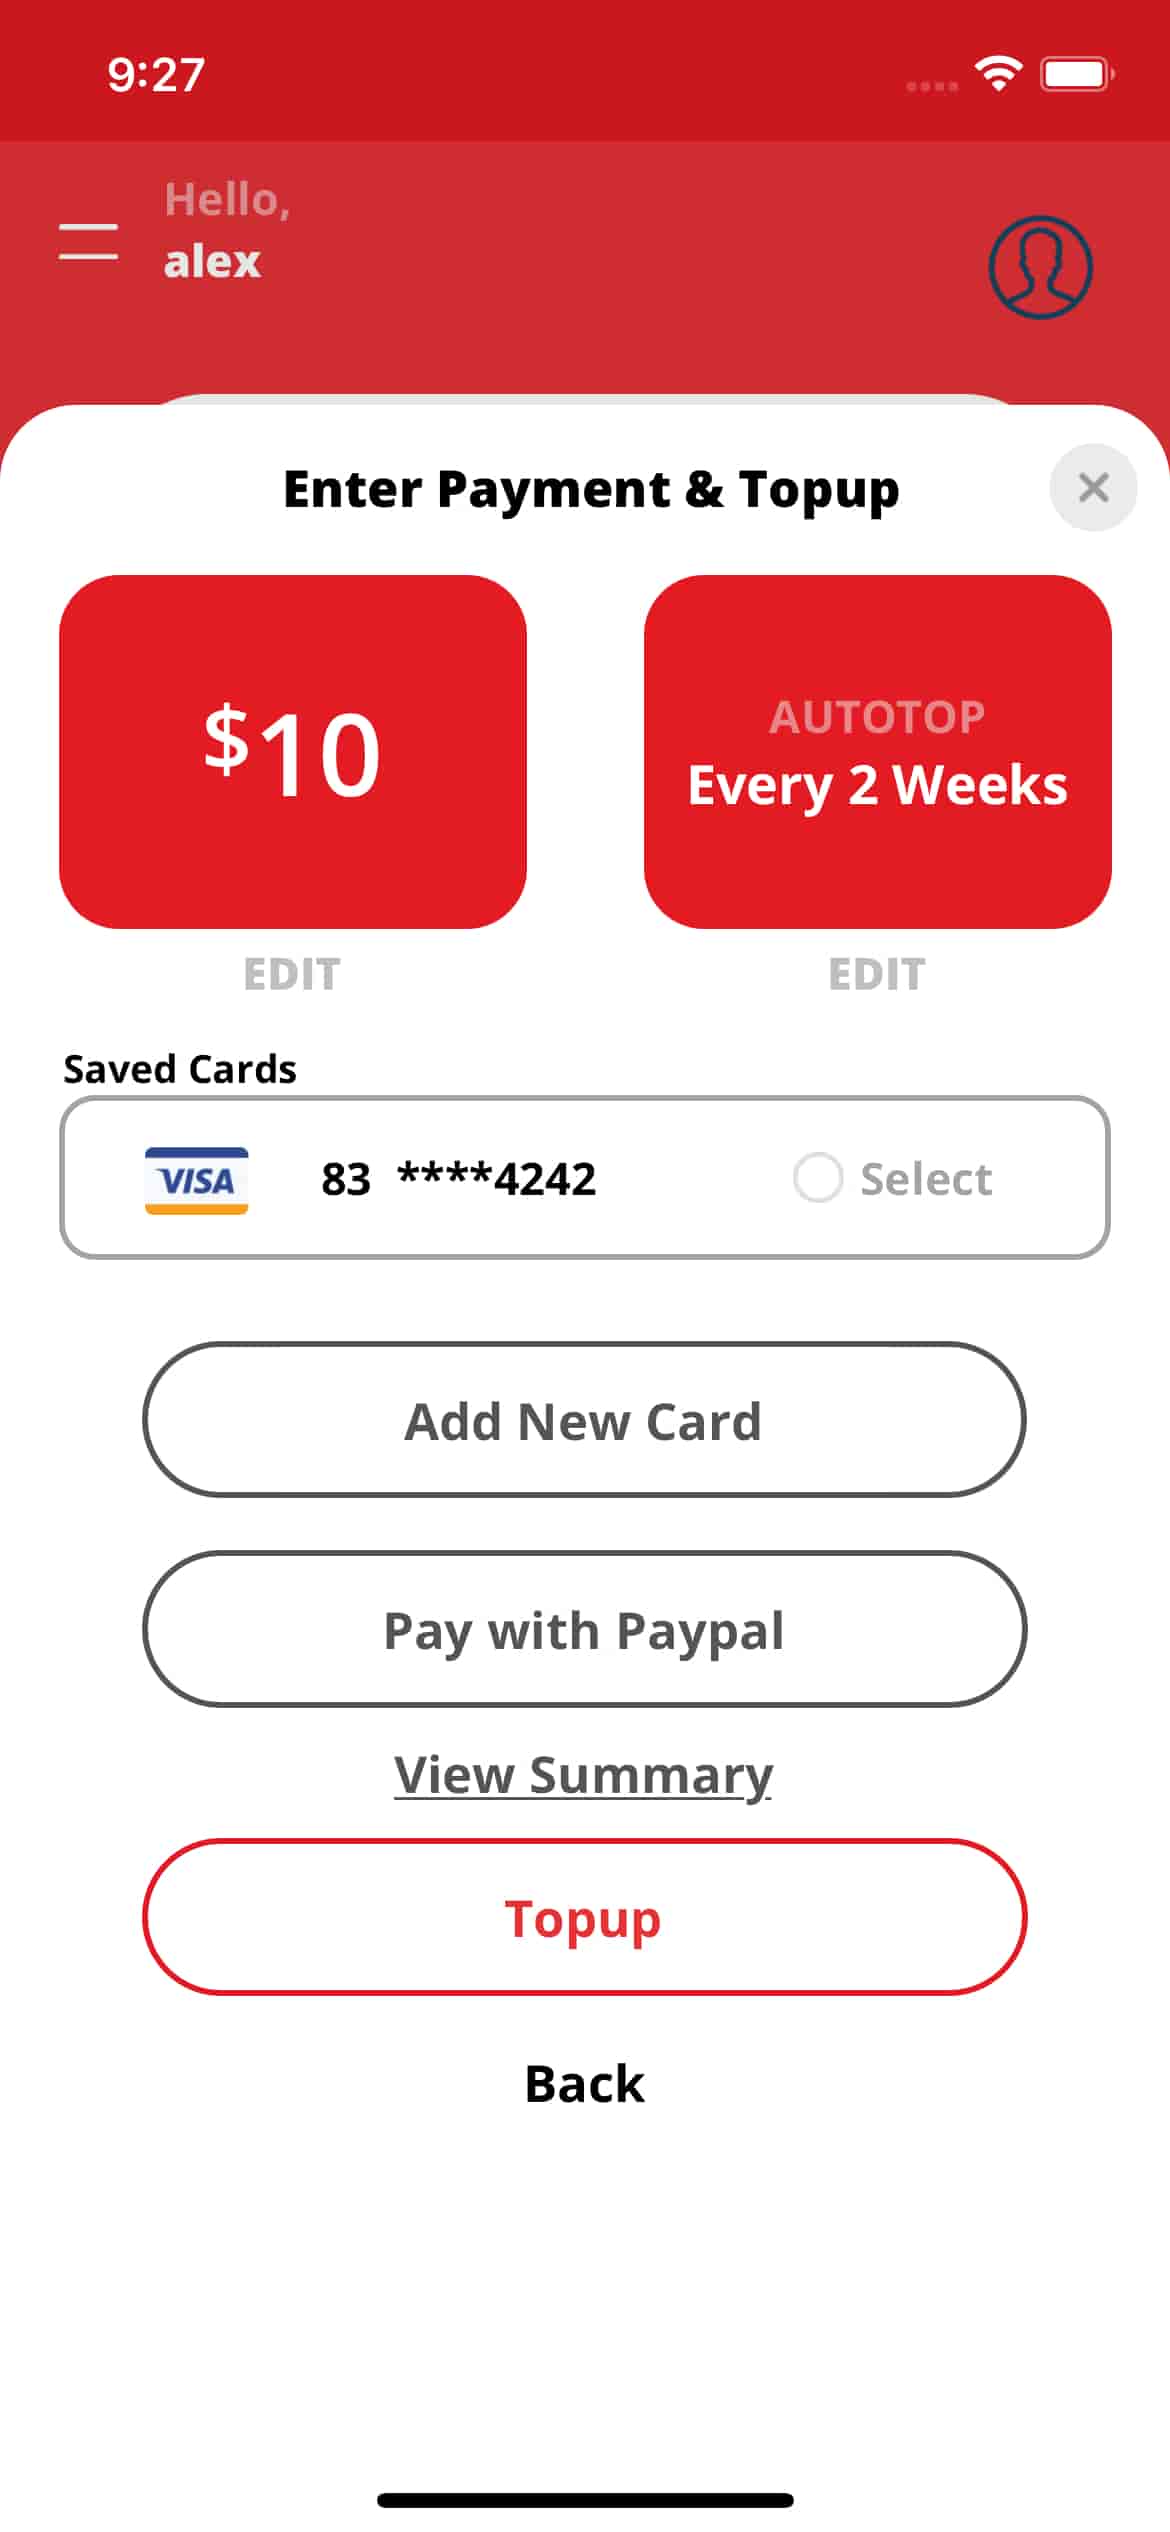 9:27
Hello,
alex
Enter Payment & Topup
$10
AUTOTOP
Every 2 Weeks
EDIT
EDIT
Saved Cards
VISA 83 ****4242 Select
Add New Card
Pay with Paypal
View Summary
Topup
Back